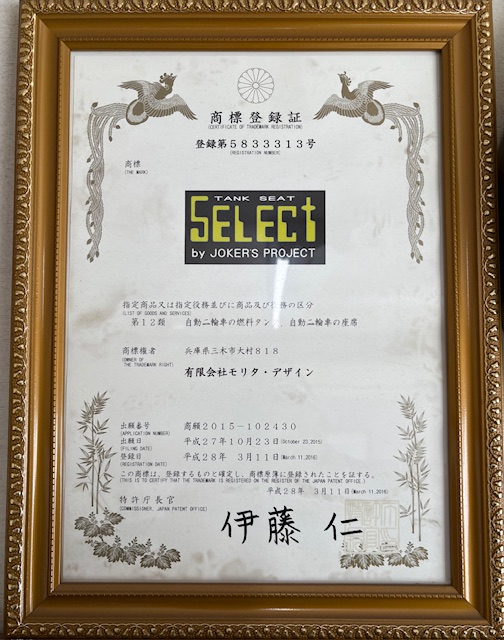 商標登録証
(CERTIFICATE OF TRADEMARK REGISTRATION)
登録第5833313号
(REGISTRATION NUMBER)
商標
(THE MARK)
TANK SEAT
SELECt
by JOKER'S PROJECT
指定商品又は指定役務並びに商品及び役務の区分
(LIST OF GOODS AND SERVICES)
第12類 自動二輪車の燃料タンク,自動二輪車の座席
商標権者 兵庫県三木市大村818
(OWNER OF THE TRADEMARK RIGHT)
有限会社モリタ・デザイン
出願番号 商願2015-102430
(APPLICATION NUMBER)
出願日 平成27年10月23日(October 23,2015)
(FILING DATE)
登録日 平成28年 3月11日(March 11,2016)
(REGISTRATION DATE)
この商標は、登録するものと確定し、商標原簿に登録されたことを証する。
(THIS IS TO CERTIFY THAT THE TRADEMARK IS REGISTERED ON THE REGISTER OF THE JAPAN PATENT OFFICE.)
平成28年 3月11日(March 11,2016)
特許庁長官
(COMMISSIONER, JAPAN PATENT OFFICE)
伊藤 仁